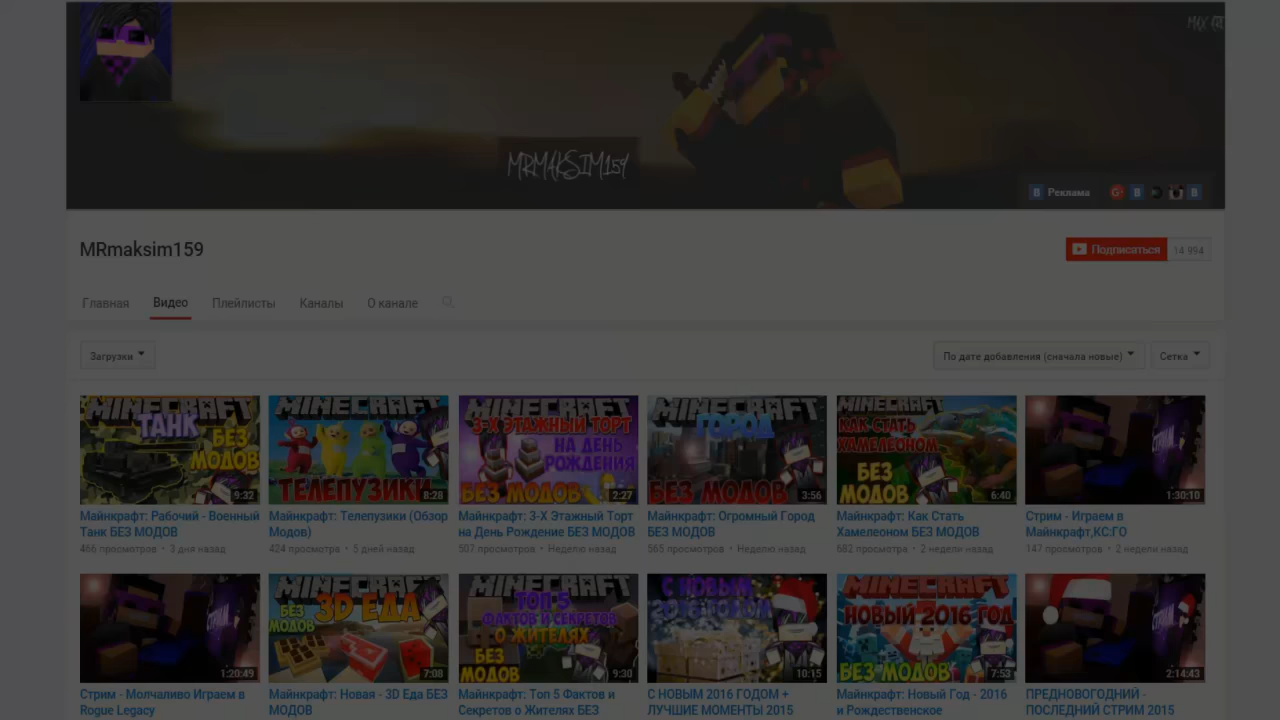 MAX ART
MRMAKSIM159
Реклама
MRmaksim159
Подписаться 14 994
Главная Видео Плейлисты Каналы О канале
Загрузки По дате добавления (сначала новые) Сетка
MINECRAFT
ТАНК
БЕЗ МОДОВ
9:32
MINECRAFT
ТЕЛЕПУЗИКИ
8:28
MINECRAFT
3-Х ЭТАЖНЫЙ ТОРТ
НА ДЕНЬ
РОЖДЕНИЯ
БЕЗ МОДОВ
2:27
MINECRAFT
ГОРОД
БЕЗ МОДОВ
3:56
MINECRAFT
КАК СТАТЬ
ХАМЕЛЕОНОМ
БЕЗ
МОДОВ
6:40
СТРИМ
1:30:10
Майнкрафт: Рабочий - Военный
Танк БЕЗ МОДОВ
466 просмотров • 3 дня назад
Майнкрафт: Телепузики (Обзор
Модов)
424 просмотра • 5 дней назад
Майнкрафт: 3-Х Этажный Торт
на День Рождение БЕЗ МОДОВ
507 просмотров • Неделю назад
Майнкрафт: Огромный Город
БЕЗ МОДОВ
565 просмотров • Неделю назад
Майнкрафт: Как Стать
Хамелеоном БЕЗ МОДОВ
682 просмотра • 2 недели назад
Стрим - Играем в
Майнкрафт,КС:ГО
147 просмотров • 2 недели назад
СТРИМ
1:20:49
MINECRAFT
БЕЗ
МОДОВ
3D ЕДА
7:08
MINECRAFT
ТОП 5
ФАКТОВ И СЕКРЕТОВ
О ЖИТЕЛЯХ
БЕЗ
МОДОВ
9:30
С НОВЫМ
2016 ГОДОМ
10:15
MINECRAFT
НОВЫЙ 2016 ГОД
БЕЗ МОДОВ
7:53
СТРИМ
2:14:43
Стрим - Молчаливо Играем в
Rogue Legacy
Майнкрафт: Новая - 3D Еда БЕЗ
МОДОВ
Майнкрафт: Топ 5 Фактов и
Секретов о Жителях БЕЗ
С НОВЫМ 2016 ГОДОМ +
ЛУЧШИЕ МОМЕНТЫ 2015
Майнкрафт: Новый Год - 2016
и Рождественское
ПРЕДНОВОГОДНИЙ -
ПОСЛЕДНИЙ СТРИМ 2015